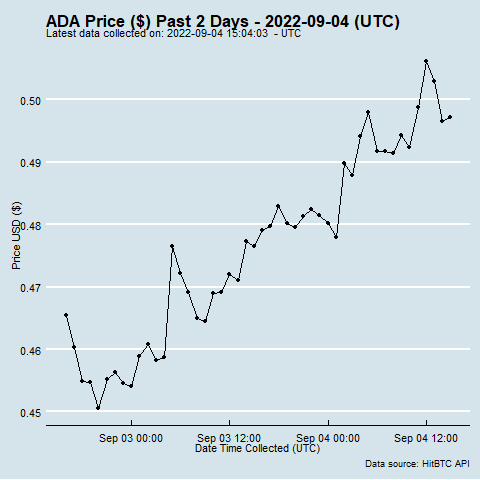 ADA Price ($) Past 2 Days - 2022-09-04 (UTC)
Latest data collected on: 2022-09-04 15:04:03  - UTC
Price USD ($)
0.50
0.49
0.48
0.47
0.46
0.45
Sep 03 00:00 Sep 03 12:00 Sep 04 00:00 Sep 04 12:00
Date Time Collected (UTC)
Data source: HitBTC API